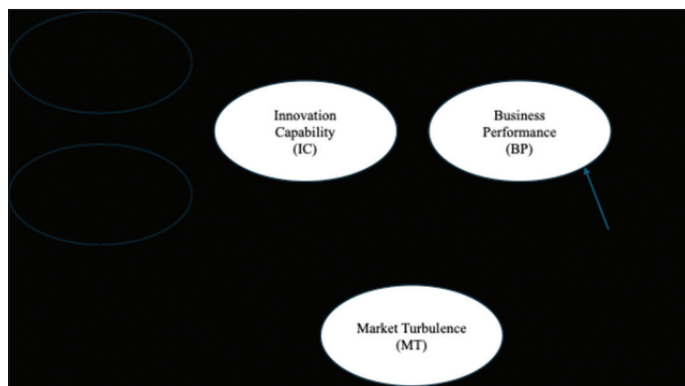 Innovation
Capability
(IC)
Business
Performance
(BP)
Market Turbulence
(MT)